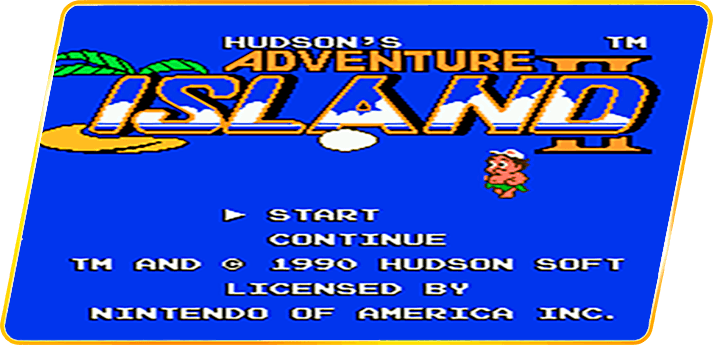 HUDSON'S TM
ADVENTURE
ISLAND II
► START
CONTINUE
TM AND © 1990 HUDSON SOFT
LICENSED BY
NINTENDO OF AMERICA INC.